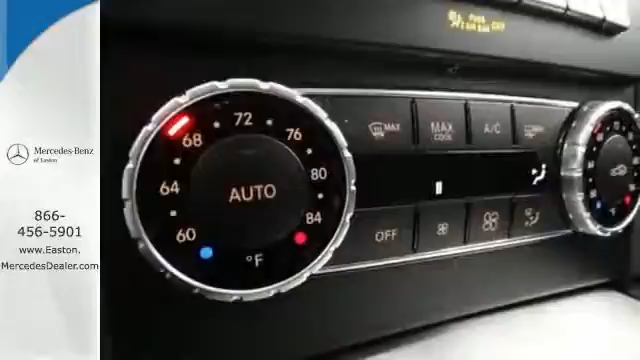 Mercedes-Benz
of Easton
866-
456-5901
www.Easton.
MercedesDealer.com
60
64
68
72
76
80
84
AUTO
°F
MAX
MAX
COOL
A/C
OFF